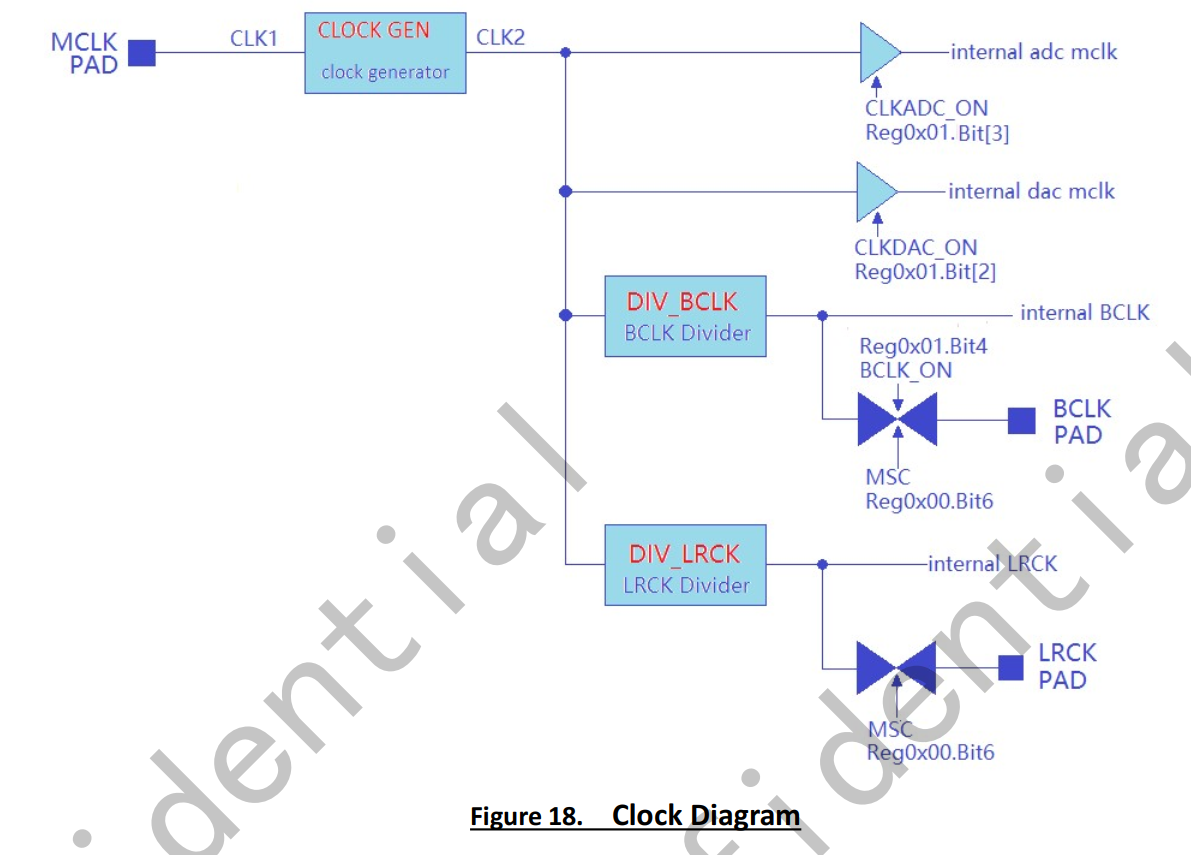 MCLK
PAD
CLK1
CLOCK GEN
clock generator
CLK2
internal adc mclk
CLKADC_ON
Reg0x01.Bit[3]
internal dac mclk
CLKDAC_ON
Reg0x01.Bit[2]
DIV_BCLK
BCLK Divider
internal BCLK
Reg0x01.Bit4
BCLK_ON
BCLK
PAD
MSC
Reg0x00.Bit6
DIV_LRCK
LRCK Divider
internal LRCK
LRCK
PAD
MSC
Reg0x00.Bit6
Figure 18. Clock Diagram
idential
fidential